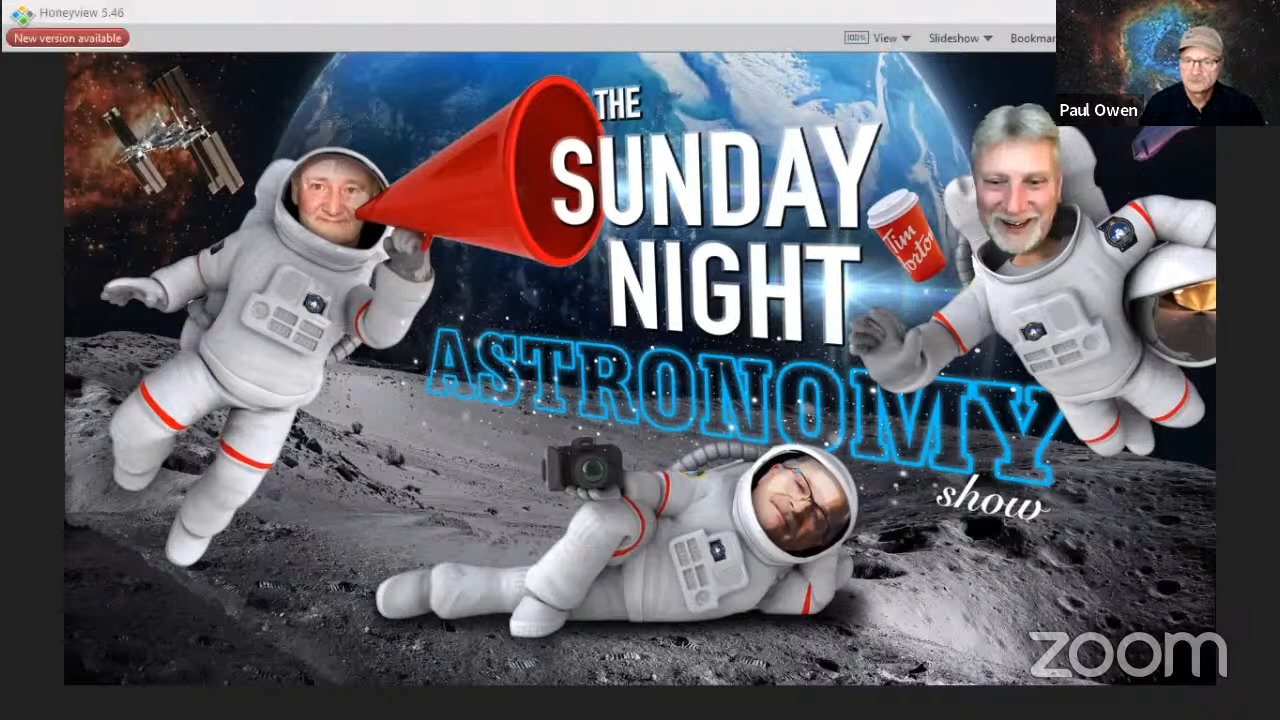 Honeyview 5.46
New version available
100%
View
Slideshow
Bookmar
Paul Owen
THE
SUNDAY
NIGHT
ASTRONOMY
show
Tim
orton
zoom